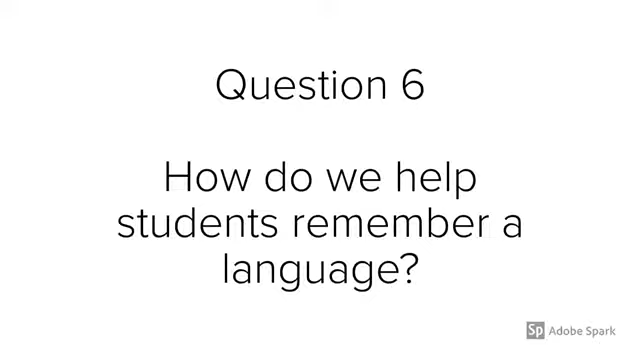 Question 6
How do we help
students remember a
language?
Sp Adobe Spark